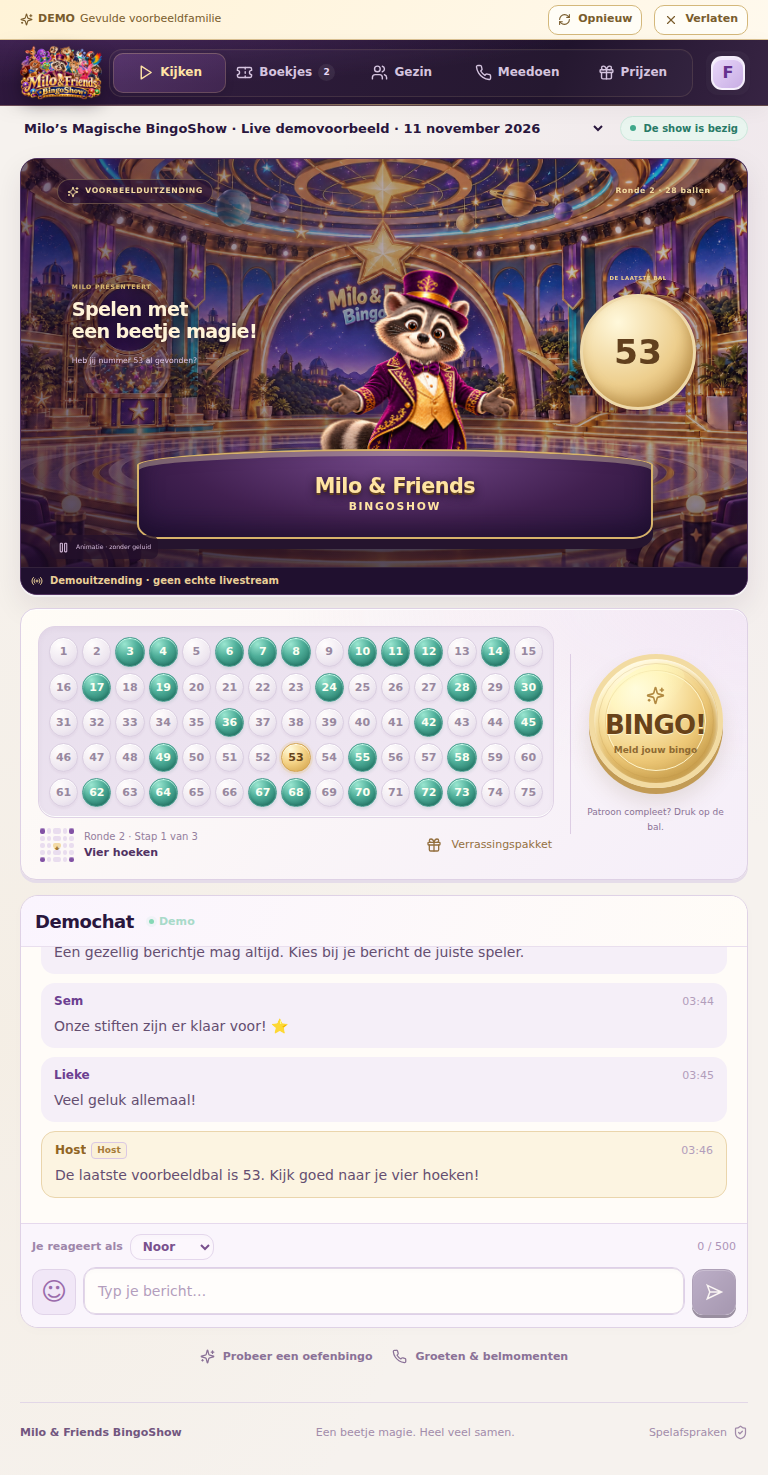 DEMO Gevulde voorbeeldfamilie
Opnieuw
Verlaten
Milo & Friends
BingoShow
Kijken
Boekjes 2
Gezin
Meedoen
Prijzen
F
Milo's Magische BingoShow · Live demovoorbeeld · 11 november 2026
De show is bezig
VOORBEELDUITZENDING
Ronde 2 · 28 ballen
MILO PRESENTEERT
Spelen met
een beetje magie!
Heb jij nummer 53 al gevonden?
Milo & F
Bingo
DE LAATSTE BAL
53
Milo & Friends
BINGOSHOW
Animatie · zonder geluid
Demouitzending · geen echte livestream
1 2 3 4 5 6 7 8 9 10 11 12 13 14 15
16 17 18 19 20 21 22 23 24 25 26 27 28 29 30
31 32 33 34 35 36 37 38 39 40 41 42 43 44 45
46 47 48 49 50 51 52 53 54 55 56 57 58 59 60
61 62 63 64 65 66 67 68 69 70 71 72 73 74 75
BINGO!
Meld jouw bingo
Patroon compleet? Druk op de
bal.
Ronde 2 · Stap 1 van 3
Vier hoeken
Verrassingspakket
Demochat
Demo
Een gezellig berichtje mag altijd. Kies bij je bericht de juiste speler.
Sem 03:44
Onze stiften zijn er klaar voor! ⭐
Lieke 03:45
Veel geluk allemaal!
Host Host 03:46
De laatste voorbeeldbal is 53. Kijk goed naar je vier hoeken!
Je reageert als Noor 0 / 500
Typ je bericht...
Probeer een oefenbingo
Groeten & belmomenten
Milo & Friends BingoShow
Een beetje magie. Heel veel samen.
Spelafspraken